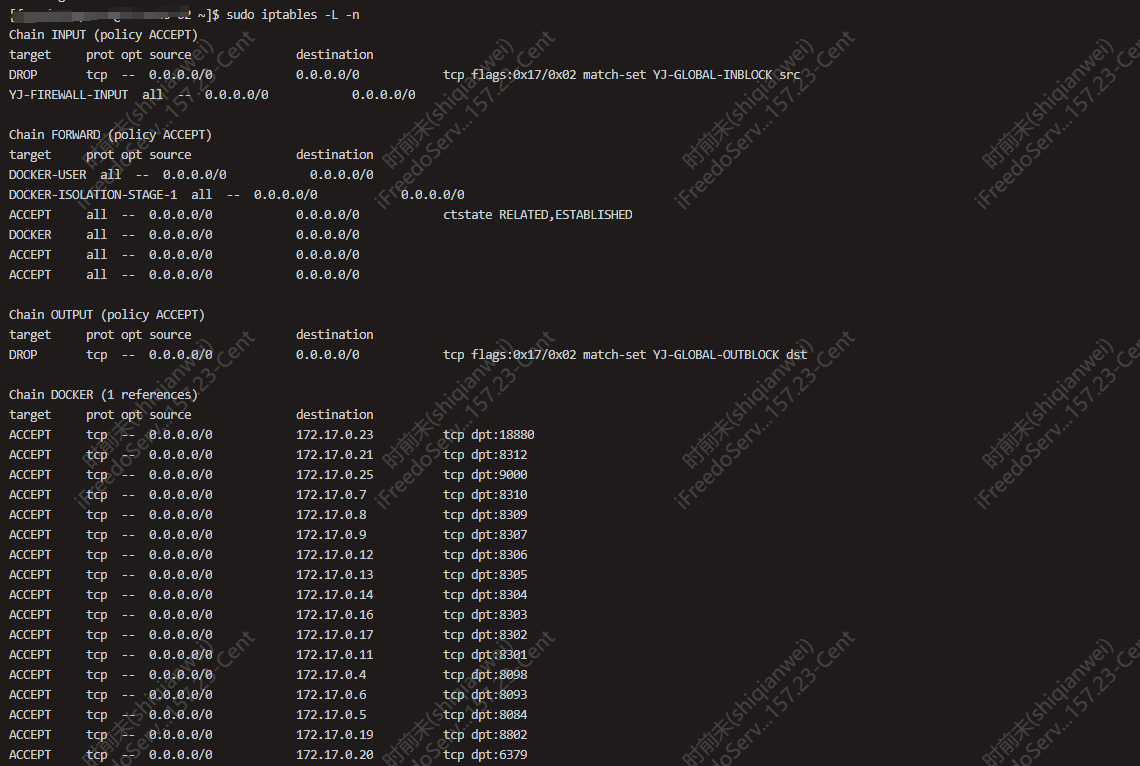 ~]$ sudo iptables -L -n
Chain INPUT (policy ACCEPT)
target     prot opt source               destination
DROP       tcp  --  0.0.0.0/0            0.0.0.0/0            tcp flags:0x17/0x02 match-set YJ-GLOBAL-INBLOCK src
YJ-FIREWALL-INPUT  all  --  0.0.0.0/0            0.0.0.0/0

Chain FORWARD (policy ACCEPT)
target     prot opt source               destination
DOCKER-USER  all  --  0.0.0.0/0            0.0.0.0/0
DOCKER-ISOLATION-STAGE-1  all  --  0.0.0.0/0            0.0.0.0/0
ACCEPT     all  --  0.0.0.0/0            0.0.0.0/0            ctstate RELATED,ESTABLISHED
DOCKER     all  --  0.0.0.0/0            0.0.0.0/0
ACCEPT     all  --  0.0.0.0/0            0.0.0.0/0
ACCEPT     all  --  0.0.0.0/0            0.0.0.0/0

Chain OUTPUT (policy ACCEPT)
target     prot opt source               destination
DROP       tcp  --  0.0.0.0/0            0.0.0.0/0            tcp flags:0x17/0x02 match-set YJ-GLOBAL-OUTBLOCK dst

Chain DOCKER (1 references)
target     prot opt source               destination
ACCEPT     tcp  --  0.0.0.0/0            172.17.0.23          tcp dpt:18880
ACCEPT     tcp  --  0.0.0.0/0            172.17.0.21          tcp dpt:8312
ACCEPT     tcp  --  0.0.0.0/0            172.17.0.25          tcp dpt:9000
ACCEPT     tcp  --  0.0.0.0/0            172.17.0.7           tcp dpt:8310
ACCEPT     tcp  --  0.0.0.0/0            172.17.0.8           tcp dpt:8309
ACCEPT     tcp  --  0.0.0.0/0            172.17.0.9           tcp dpt:8307
ACCEPT     tcp  --  0.0.0.0/0            172.17.0.12          tcp dpt:8306
ACCEPT     tcp  --  0.0.0.0/0            172.17.0.13          tcp dpt:8305
ACCEPT     tcp  --  0.0.0.0/0            172.17.0.14          tcp dpt:8304
ACCEPT     tcp  --  0.0.0.0/0            172.17.0.16          tcp dpt:8303
ACCEPT     tcp  --  0.0.0.0/0            172.17.0.17          tcp dpt:8302
ACCEPT     tcp  --  0.0.0.0/0            172.17.0.11          tcp dpt:8301
ACCEPT     tcp  --  0.0.0.0/0            172.17.0.4           tcp dpt:8098
ACCEPT     tcp  --  0.0.0.0/0            172.17.0.6           tcp dpt:8093
ACCEPT     tcp  --  0.0.0.0/0            172.17.0.5           tcp dpt:8084
ACCEPT     tcp  --  0.0.0.0/0            172.17.0.19          tcp dpt:8802
ACCEPT     tcp  --  0.0.0.0/0            172.17.0.20          tcp dpt:6379
时前末(shiqianwei)
iFreedoServ...157.23-Cent